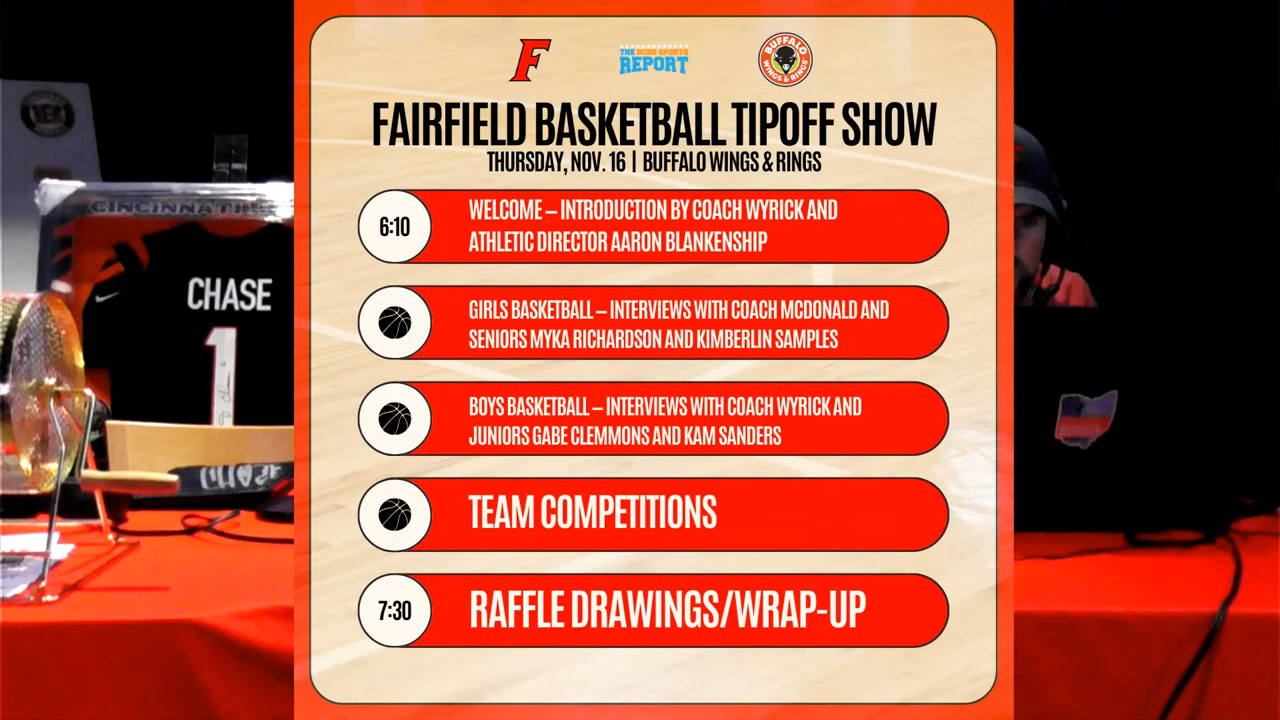 F
THE BCHS SPORTS
REPORT
BUFFALO
WINGS & RINGS
FAIRFIELD BASKETBALL TIPOFF SHOW
THURSDAY, NOV. 16 | BUFFALO WINGS & RINGS
6:10
WELCOME – INTRODUCTION BY COACH WYRICK AND
ATHLETIC DIRECTOR AARON BLANKENSHIP
GIRLS BASKETBALL – INTERVIEWS WITH COACH MCDONALD AND
SENIORS MYKA RICHARDSON AND KIMBERLIN SAMPLES
BOYS BASKETBALL – INTERVIEWS WITH COACH WYRICK AND
JUNIORS GABE CLEMMONS AND KAM SANDERS
TEAM COMPETITIONS
7:30
RAFFLE DRAWINGS/WRAP-UP
B
CINCINNATI
CHASE
1